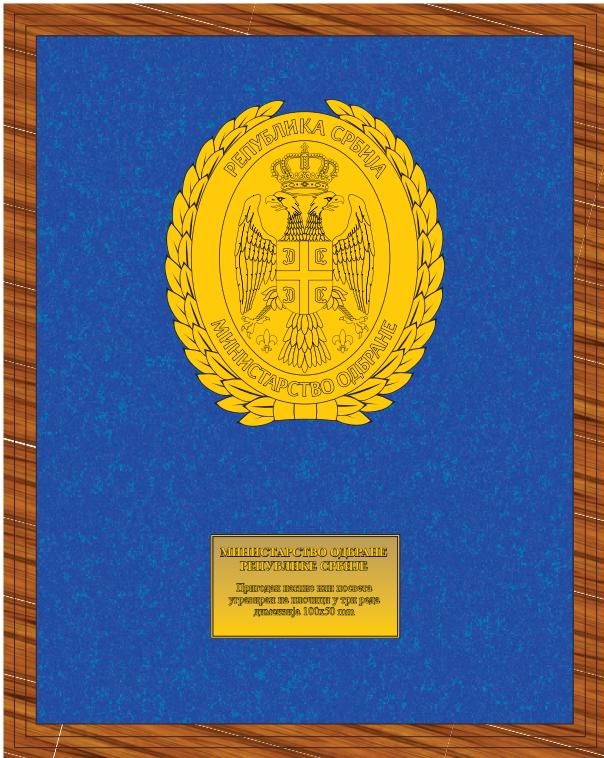 РЕПУБЛИКА СРБИЈА
МИНИСТАРСТВО ОДБРАНЕ
МИНИСТАРСТВО ОДБРАНЕ
РЕПУБЛИКЕ СРБИЈЕ
Пригодан натпис или посвета
угравиран на плочици у три реда
димензија 100x50 mm